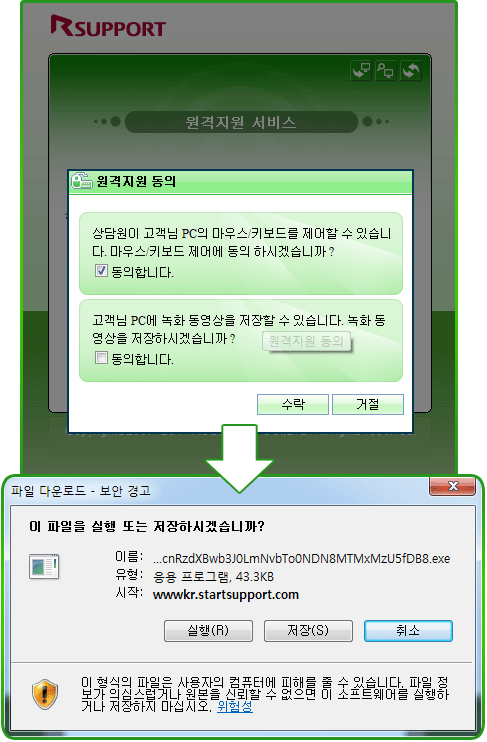 RSUPPORT
원격지원 서비스
원격지원 동의
상담원이 고객님 PC의 마우스/키보드를 제어할 수 있습니
다. 마우스/키보드 제어에 동의 하시겠습니까?
동의합니다.
고객님 PC에 녹화 동영상을 저장할 수 있습니다. 녹화 동
영상을 저장하시겠습니까?
원격지원 동의
동의합니다.
수락 거절
파일 다운로드 - 보안 경고
이 파일을 실행 또는 저장하시겠습니까?
이름: ...cnRzdXBwb3J0LmNvbTo0NDN8MTMxMzU5fDB8.exe
유형: 응용 프로그램, 43.3KB
시작: wwwkr.startsupport.com
실행(R) 저장(S) 취소
이 형식의 파일은 사용자의 컴퓨터에 피해를 줄 수 있습니다. 파일 정
보가 의심스럽거나 원본을 신뢰할 수 없으면 이 소프트웨어를 실행하
거나 저장하지 마십시오. 위험성